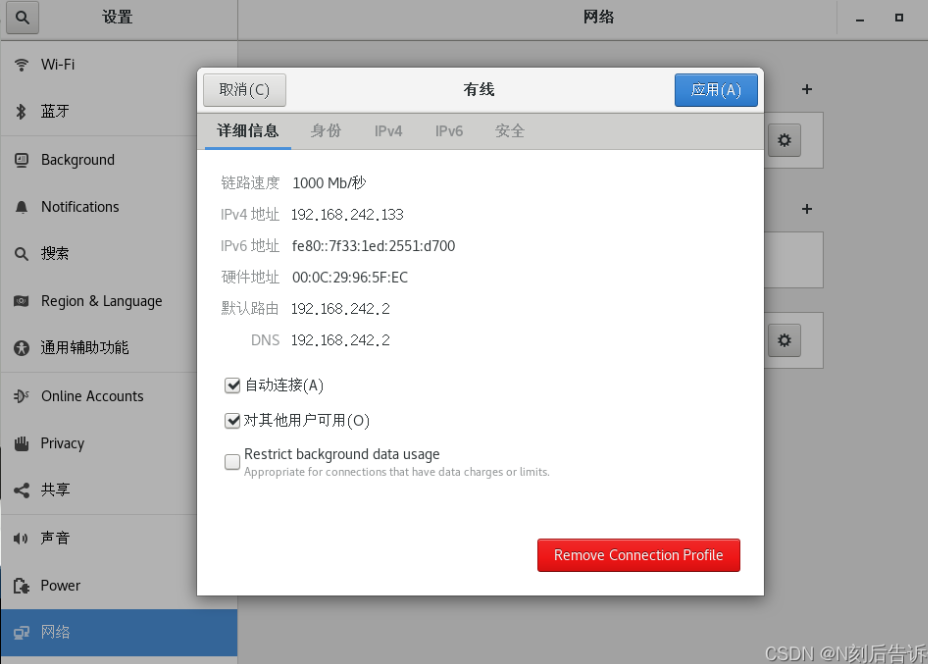 设置
网络
Wi-Fi
蓝牙
Background
Notifications
搜索
Region & Language
通用辅助功能
Online Accounts
Privacy
共享
声音
Power
网络
取消(C)
有线
应用(A)
详细信息 身份 IPv4 IPv6 安全
链路速度 1000 Mb/秒
IPv4 地址 192.168.242.133
IPv6 地址 fe80::7f33:1ed:2551:d700
硬件地址 00:0C:29:96:5F:EC
默认路由 192.168.242.2
DNS 192.168.242.2
自动连接(A)
对其他用户可用(O)
Restrict background data usage
Appropriate for connections that have data charges or limits.
Remove Connection Profile
CSDN @N刻后告诉